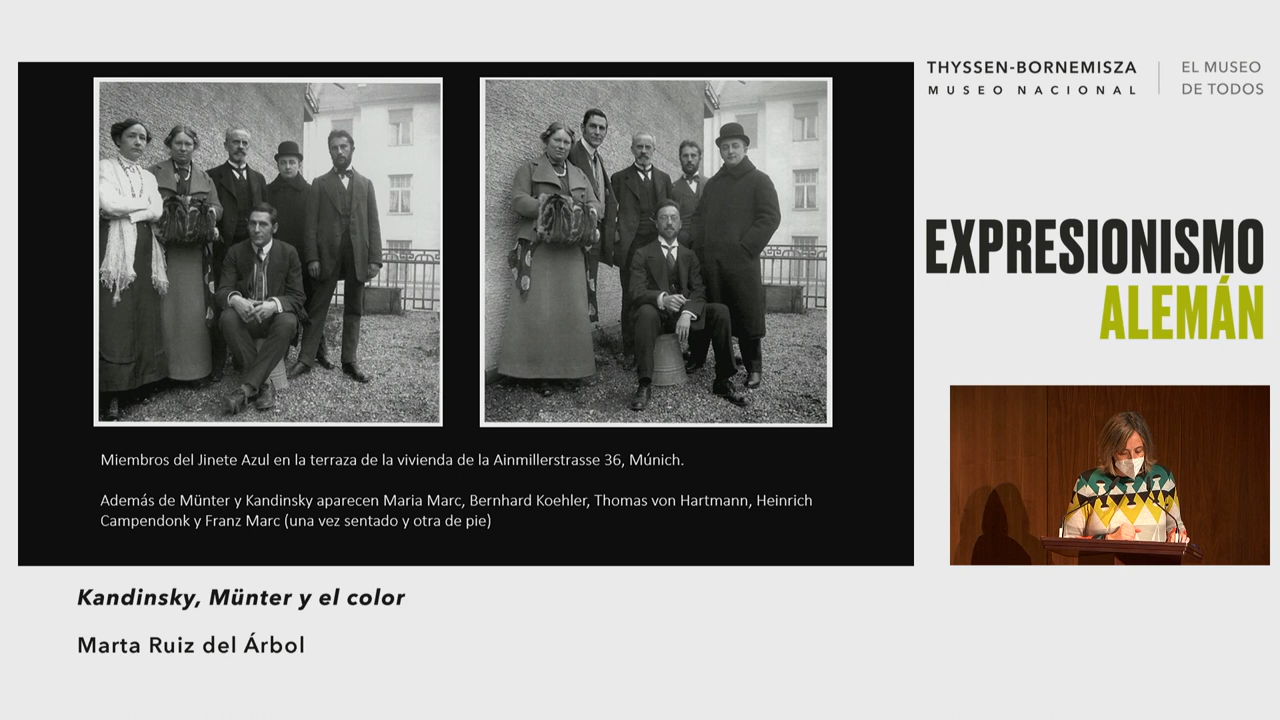 THYSSEN-BORNEMISZA
MUSEO NACIONAL
EL MUSEO
DE TODOS
EXPRESIONISMO
ALEMÁN
Miembros del Jinete Azul en la terraza de la vivienda de la Ainmillerstrasse 36, Múnich.
Además de Münter y Kandinsky aparecen Maria Marc, Bernhard Koehler, Thomas von Hartmann, Heinrich
Campendonk y Franz Marc (una vez sentado y otra de pie)
Kandinsky, Münter y el color
Marta Ruiz del Árbol